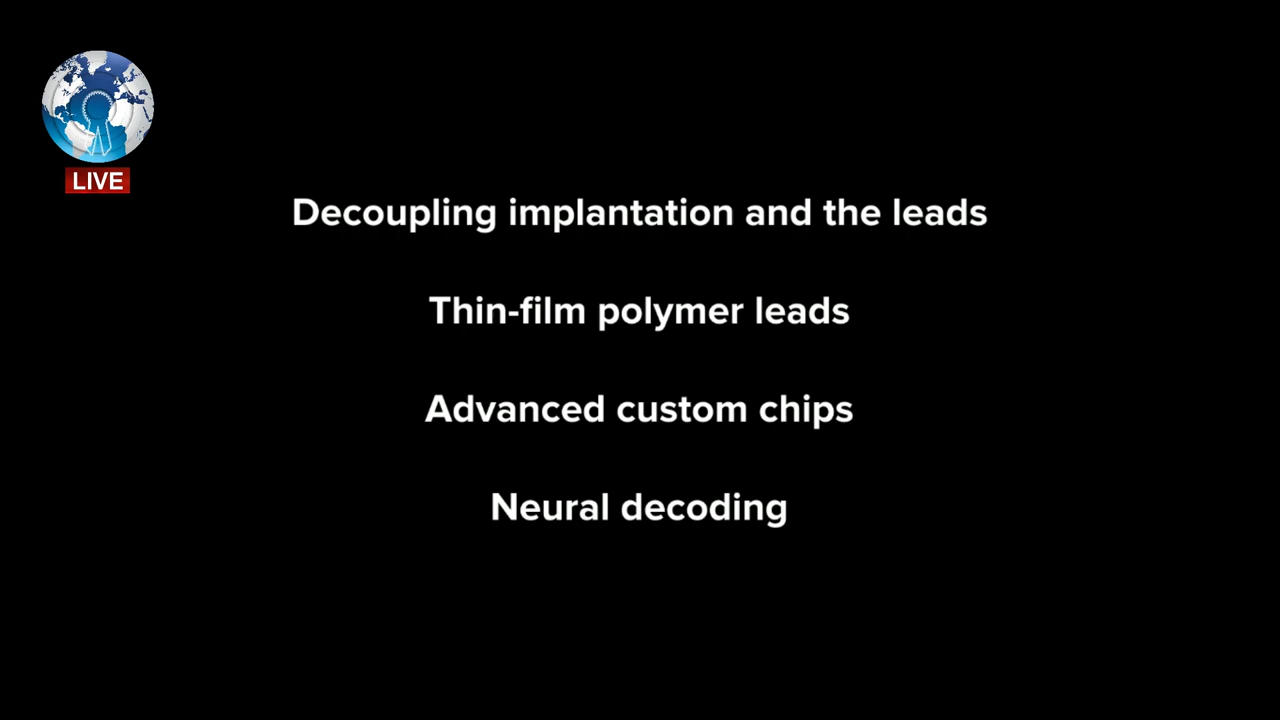 LIVE
Decoupling implantation and the leads
Thin-film polymer leads
Advanced custom chips
Neural decoding